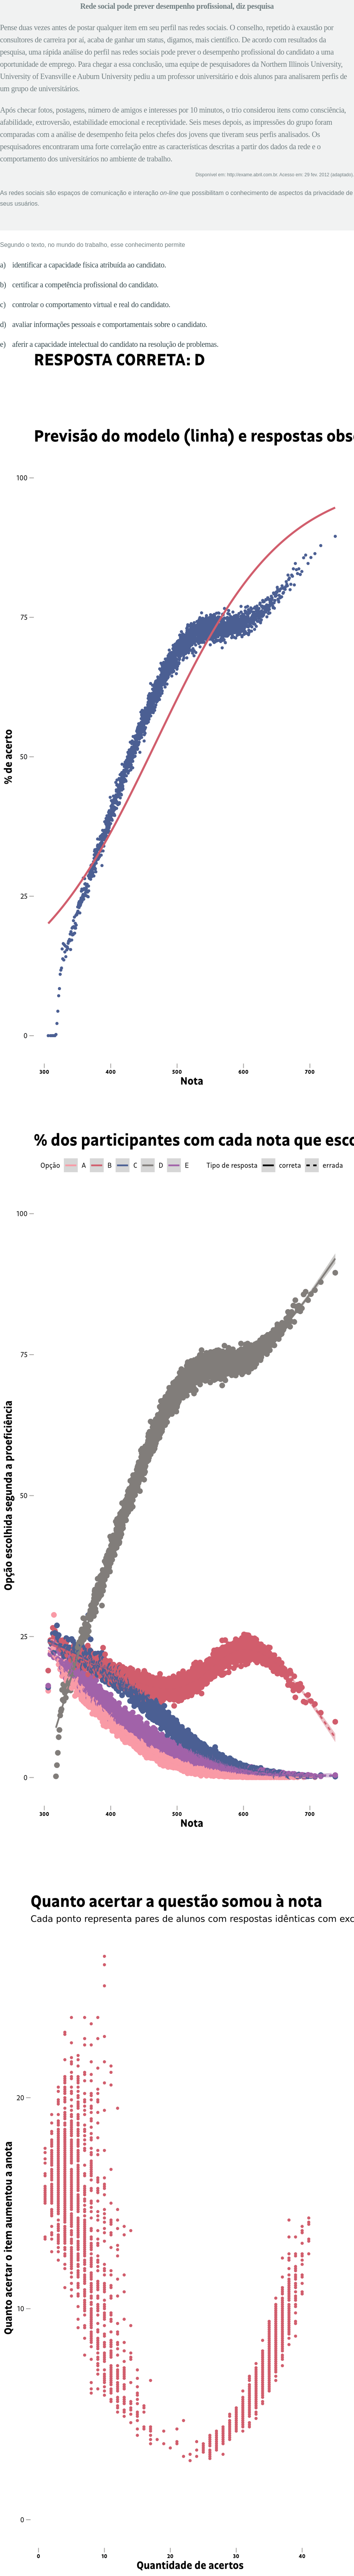 Rede social pode prever desempenho profissional, diz pesquisa
Pense duas vezes antes de postar qualquer item em seu perfil nas redes sociais. O conselho, repetido à exaustão por
consultores de carreira por aí, acaba de ganhar um status, digamos, mais científico. De acordo com resultados da
pesquisa, uma rápida análise do perfil nas redes sociais pode prever o desempenho profissional do candidato a uma
oportunidade de emprego. Para chegar a essa conclusão, uma equipe de pesquisadores da Northern Illinois University,
University of Evansville e Auburn University pediu a um professor universitário e dois alunos para analisarem perfis de
um grupo de universitários.
Após checar fotos, postagens, número de amigos e interesses por 10 minutos, o trio considerou itens como consciência,
afabilidade, extroversão, estabilidade emocional e receptividade. Seis meses depois, as impressões do grupo foram
comparadas com a análise de desempenho feita pelos chefes dos jovens que tiveram seus perfis analisados. Os
pesquisadores encontraram uma forte correlação entre as características descritas a partir dos dados da rede e o
comportamento dos universitários no ambiente de trabalho.
Disponível em: http://exame.abril.com.br. Acesso em: 29 fev. 2012 (adaptado).
As redes sociais são espaços de comunicação e interação on-line que possibilitam o conhecimento de aspectos da privacidade de
seus usuários.
Segundo o texto, no mundo do trabalho, esse conhecimento permite
a) identificar a capacidade física atribuída ao candidato.
b) certificar a competência profissional do candidato.
c) controlar o comportamento virtual e real do candidato.
d) avaliar informações pessoais e comportamentais sobre o candidato.
e) aferir a capacidade intelectual do candidato na resolução de problemas.
RESPOSTA CORRETA: D
Previsão do modelo (linha) e respostas obs
100
75
50
25
0
% de acerto
300 400 500 600 700
Nota
% dos participantes com cada nota que esco
Opção A B C D E Tipo de resposta correta errada
100
75
50
25
0
Opção escolhida segunda a proeficiência
300 400 500 600 700
Nota
Quanto acertar a questão somou à nota
Cada ponto representa pares de alunos com respostas idênticas com exc
20
10
0
Quanto acertar o item aumentou a anota
0 10 20 30 40
Quantidade de acertos